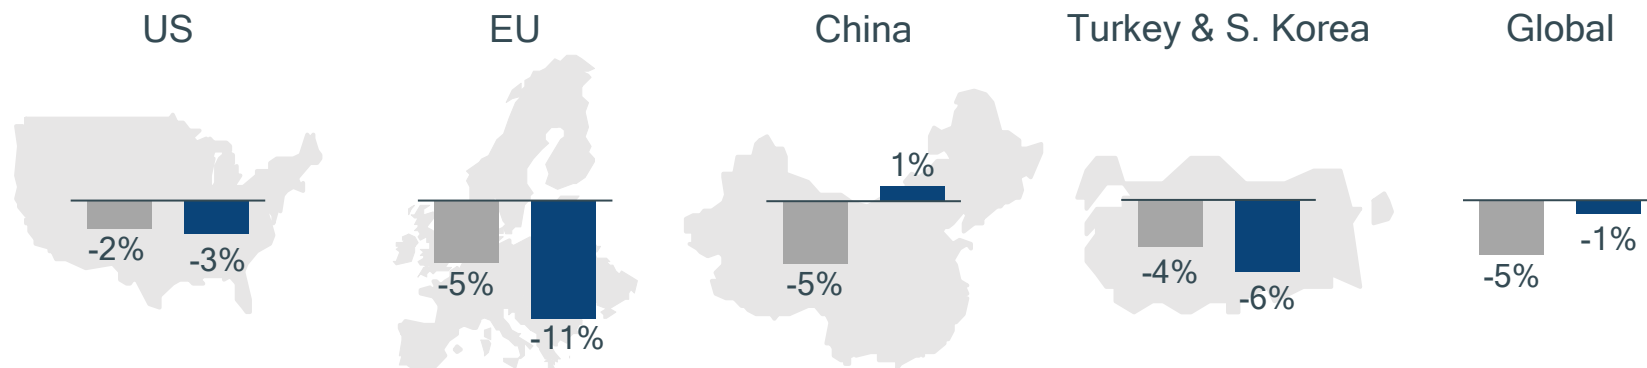 US EU China Turkey & S. Korea Global
1%
-2% -3% -5% -11% -5% -4% -6% -5% -1%